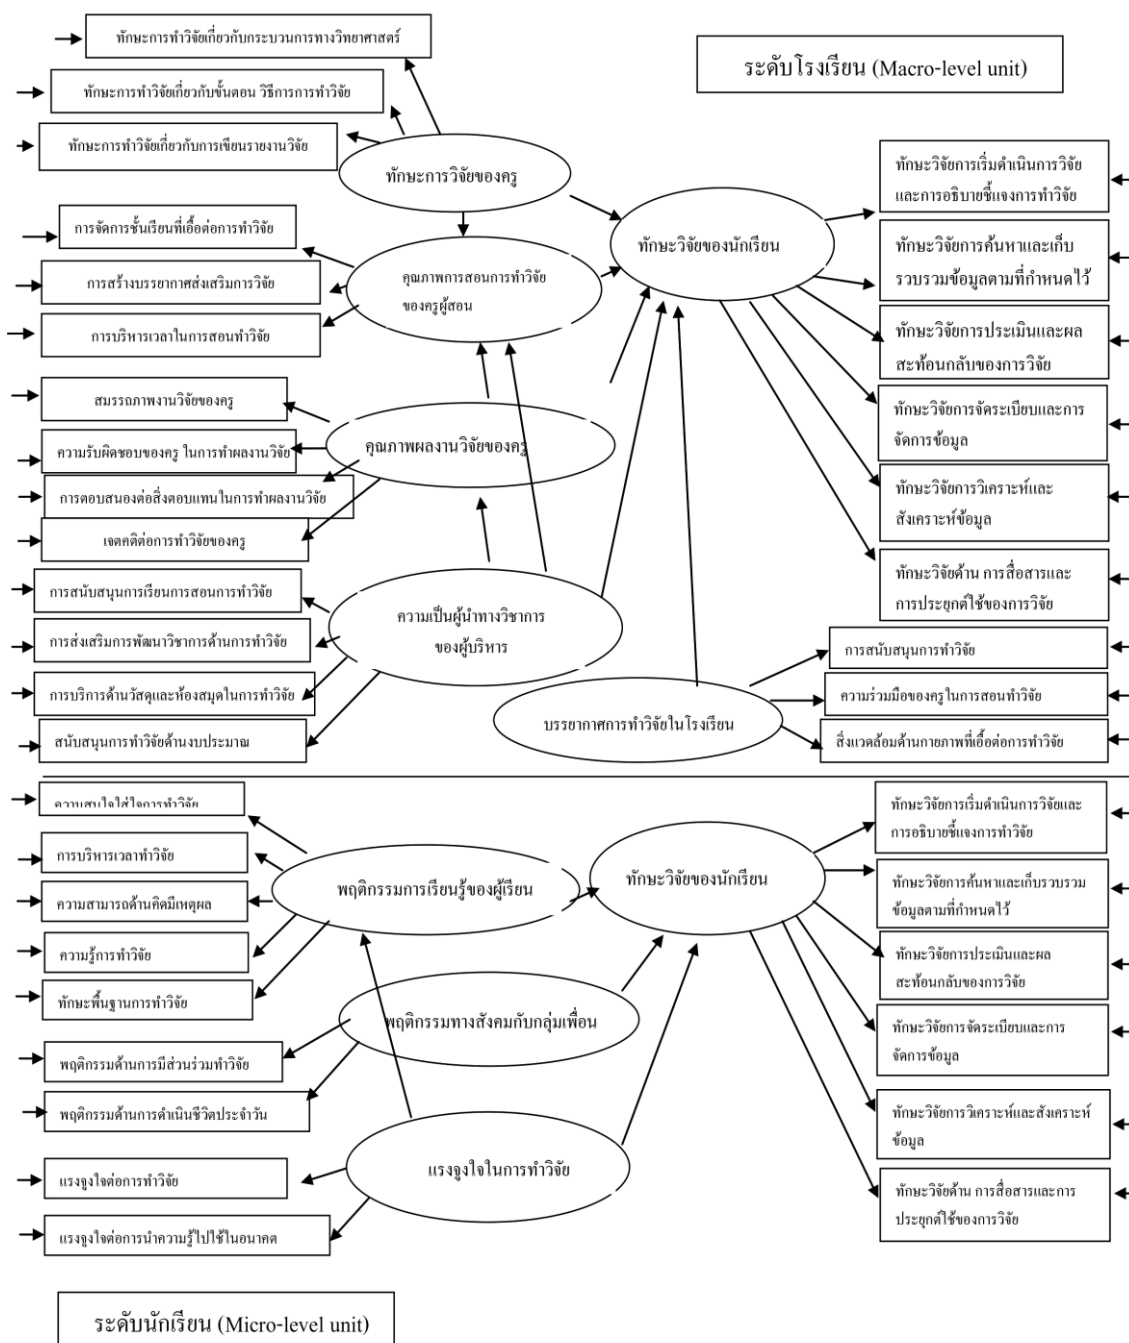 ทักษะการทำวิจัยเกี่ยวกับกระบวนการทางวิทยาศาสตร์
ระดับโรงเรียน (Macro-level unit)
ทักษะการทำวิจัยเกี่ยวกับขั้นตอน วิธีการการทำวิจัย
ทักษะการทำวิจัยเกี่ยวกับการเขียนรายงานวิจัย
ทักษะการวิจัยของครู
การจัดการชั้นเรียนที่เอื้อต่อการทำวิจัย
การสร้างบรรยากาศส่งเสริมการวิจัย
การบริหารเวลาในการสอนทำวิจัย
คุณภาพการสอนการทำวิจัย
ของครูผู้สอน
ทักษะวิจัยของนักเรียน
ทักษะวิจัยการเริ่มดำเนินการวิจัย
และการอธิบายชี้แจงการทำวิจัย
ทักษะวิจัยการค้นหาและเก็บ
รวบรวมข้อมูลตามที่กำหนดไว้
ทักษะวิจัยการประเมินและผล
สะท้อนกลับของการวิจัย
ทักษะวิจัยการจัดระเบียบและการ
จัดการข้อมูล
ทักษะวิจัยการวิเคราะห์และ
สังเคราะห์ข้อมูล
ทักษะวิจัยด้าน การสื่อสารและ
การประยุกต์ใช้ของการวิจัย
สมรรถภาพงานวิจัยของครู
ความรับผิดชอบของครู ในการทำผลงานวิจัย
การตอบสนองต่อสิ่งตอบแทนในการทำผลงานวิจัย
เจตคติต่อการทำวิจัยของครู
คุณภาพผลงานวิจัยของครู
การสนับสนุนการเรียนการสอนการทำวิจัย
การส่งเสริมการพัฒนาวิชาการด้านการทำวิจัย
การบริการด้านวัสดุและห้องสมุดในการทำวิจัย
สนับสนุนการทำวิจัยด้านงบประมาณ
ความเป็นผู้นำทางวิชาการ
ของผู้บริหาร
บรรยากาศการทำวิจัยในโรงเรียน
การสนับสนุนการทำวิจัย
ความร่วมมือของครูในการสอนทำวิจัย
สิ่งแวดล้อมด้านกายภาพที่เอื้อต่อการทำวิจัย
ความสนใจใส่ใจการทำวิจัย
การบริหารเวลาทำวิจัย
ความสามารถด้านคิดมีเหตุผล
ความรู้การทำวิจัย
ทักษะพื้นฐานการทำวิจัย
พฤติกรรมการเรียนรู้ของผู้เรียน
ทักษะวิจัยของนักเรียน
ทักษะวิจัยการเริ่มดำเนินการวิจัยและ
การอธิบายชี้แจงการทำวิจัย
ทักษะวิจัยการค้นหาและเก็บรวบรวม
ข้อมูลตามที่กำหนดไว้
ทักษะวิจัยการประเมินและผล
สะท้อนกลับของการวิจัย
ทักษะวิจัยการจัดระเบียบและการ
จัดการข้อมูล
ทักษะวิจัยการวิเคราะห์และสังเคราะห์
ข้อมูล
ทักษะวิจัยด้าน การสื่อสารและการ
ประยุกต์ใช้ของการวิจัย
พฤติกรรมทางสังคมกับกลุ่มเพื่อน
พฤติกรรมด้านการมีส่วนร่วมทำวิจัย
พฤติกรรมด้านการดำเนินชีวิตประจำวัน
แรงจูงใจในการทำวิจัย
แรงจูงใจต่อการทำวิจัย
แรงจูงใจต่อการนำความรู้ไปใช้ในอนาคต
ระดับนักเรียน (Micro-level unit)